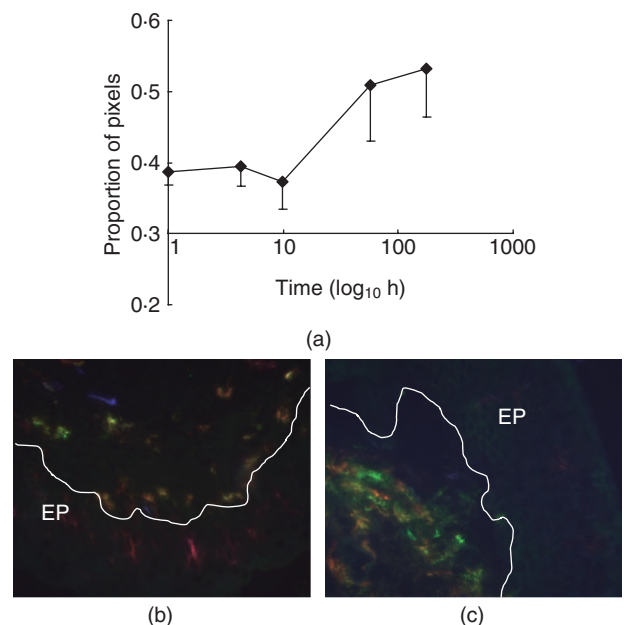 0·6
0·5
0·4
0·3
0·2
Proportion of pixels
1 10 100 1000
Time (log₁₀ h)
(a)
EP
EP
(b) (c)